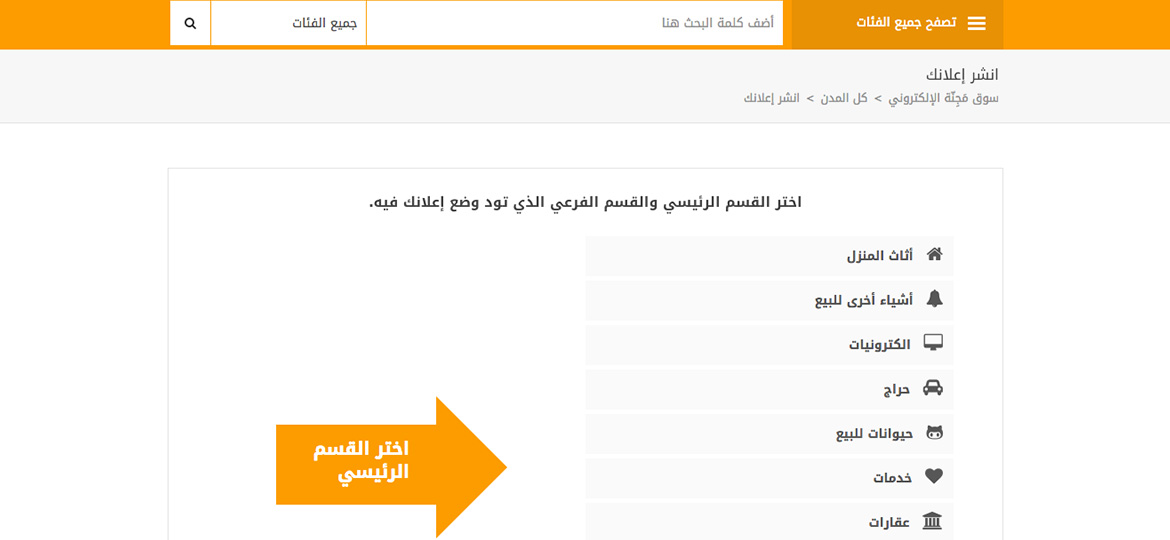 تصفح جميع الفئات
أضف كلمة البحث هنا
جميع الفئات
انشر إعلانك
سوق مَجِنّة الإلكتروني > كل المدن > انشر إعلانك
اختر القسم الرئيسي والقسم الفرعي الذي تود وضع إعلانك فيه.
أثاث المنزل
أشياء أخرى للبيع
الكترونيات
حراج
حيوانات للبيع
خدمات
عقارات
اختر القسم
الرئيسي